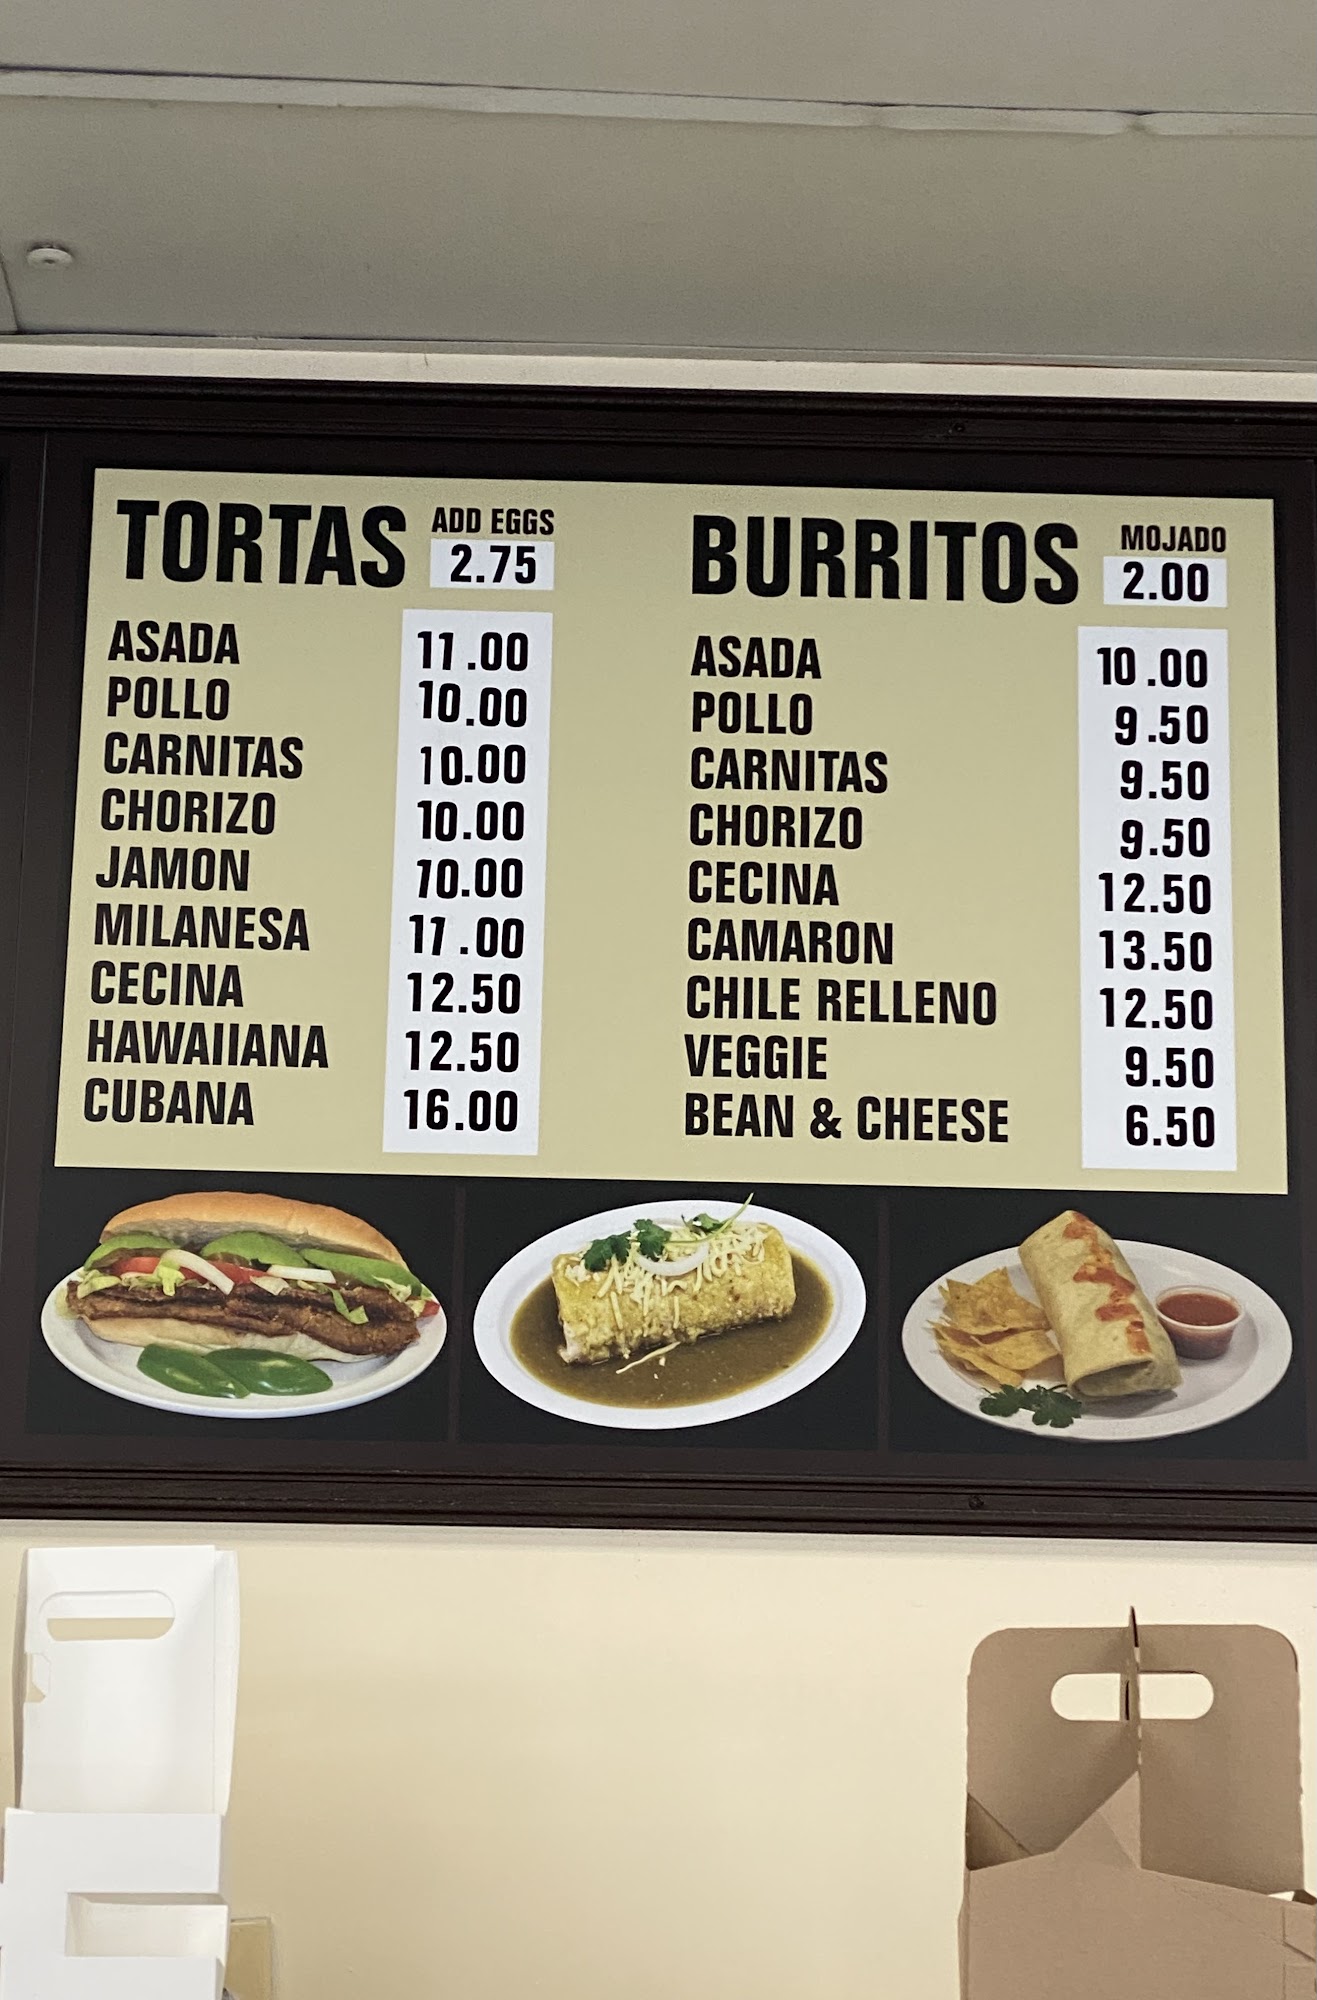 TORTAS ADD EGGS
2.75
ASADA 11.00
POLLO 10.00
CARNITAS 10.00
CHORIZO 10.00
JAMON 10.00
MILANESA 11.00
CECINA 12.50
HAWAIIANA 12.50
CUBANA 16.00
BURRITOS MOJADO
2.00
ASADA 10.00
POLLO 9.50
CARNITAS 9.50
CHORIZO 9.50
CECINA 12.50
CAMARON 13.50
CHILE RELLENO 12.50
VEGGIE 9.50
BEAN & CHEESE 6.50